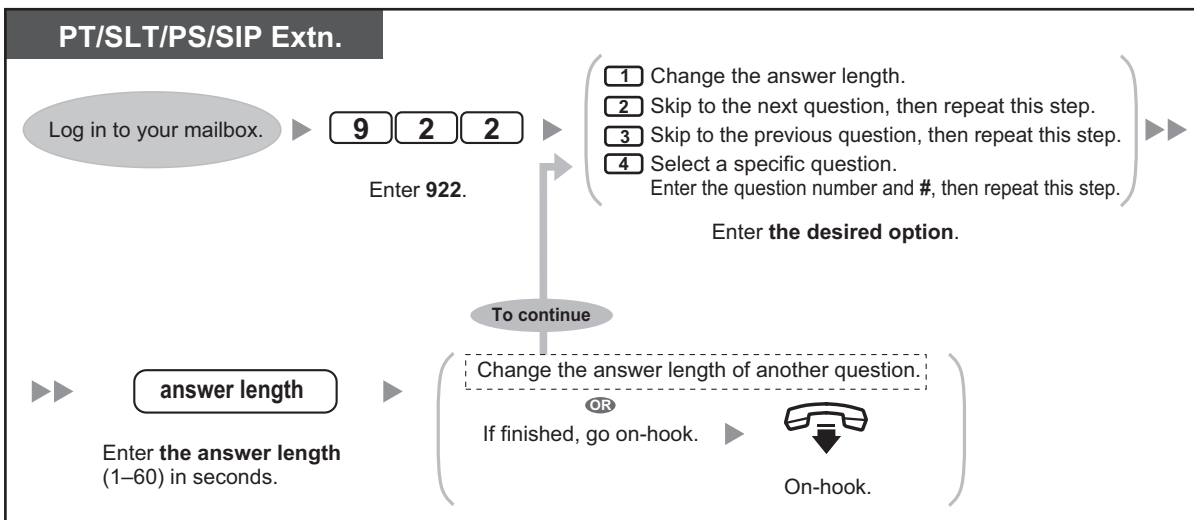 PT/SLT/PS/SIP Extn.
Log in to your mailbox.
9 2 2
Enter 922.
1 Change the answer length.
2 Skip to the next question, then repeat this step.
3 Skip to the previous question, then repeat this step.
4 Select a specific question.
Enter the question number and #, then repeat this step.
Enter the desired option.
To continue
answer length
Enter the answer length
(1–60) in seconds.
Change the answer length of another question.
OR
If finished, go on-hook.
On-hook.